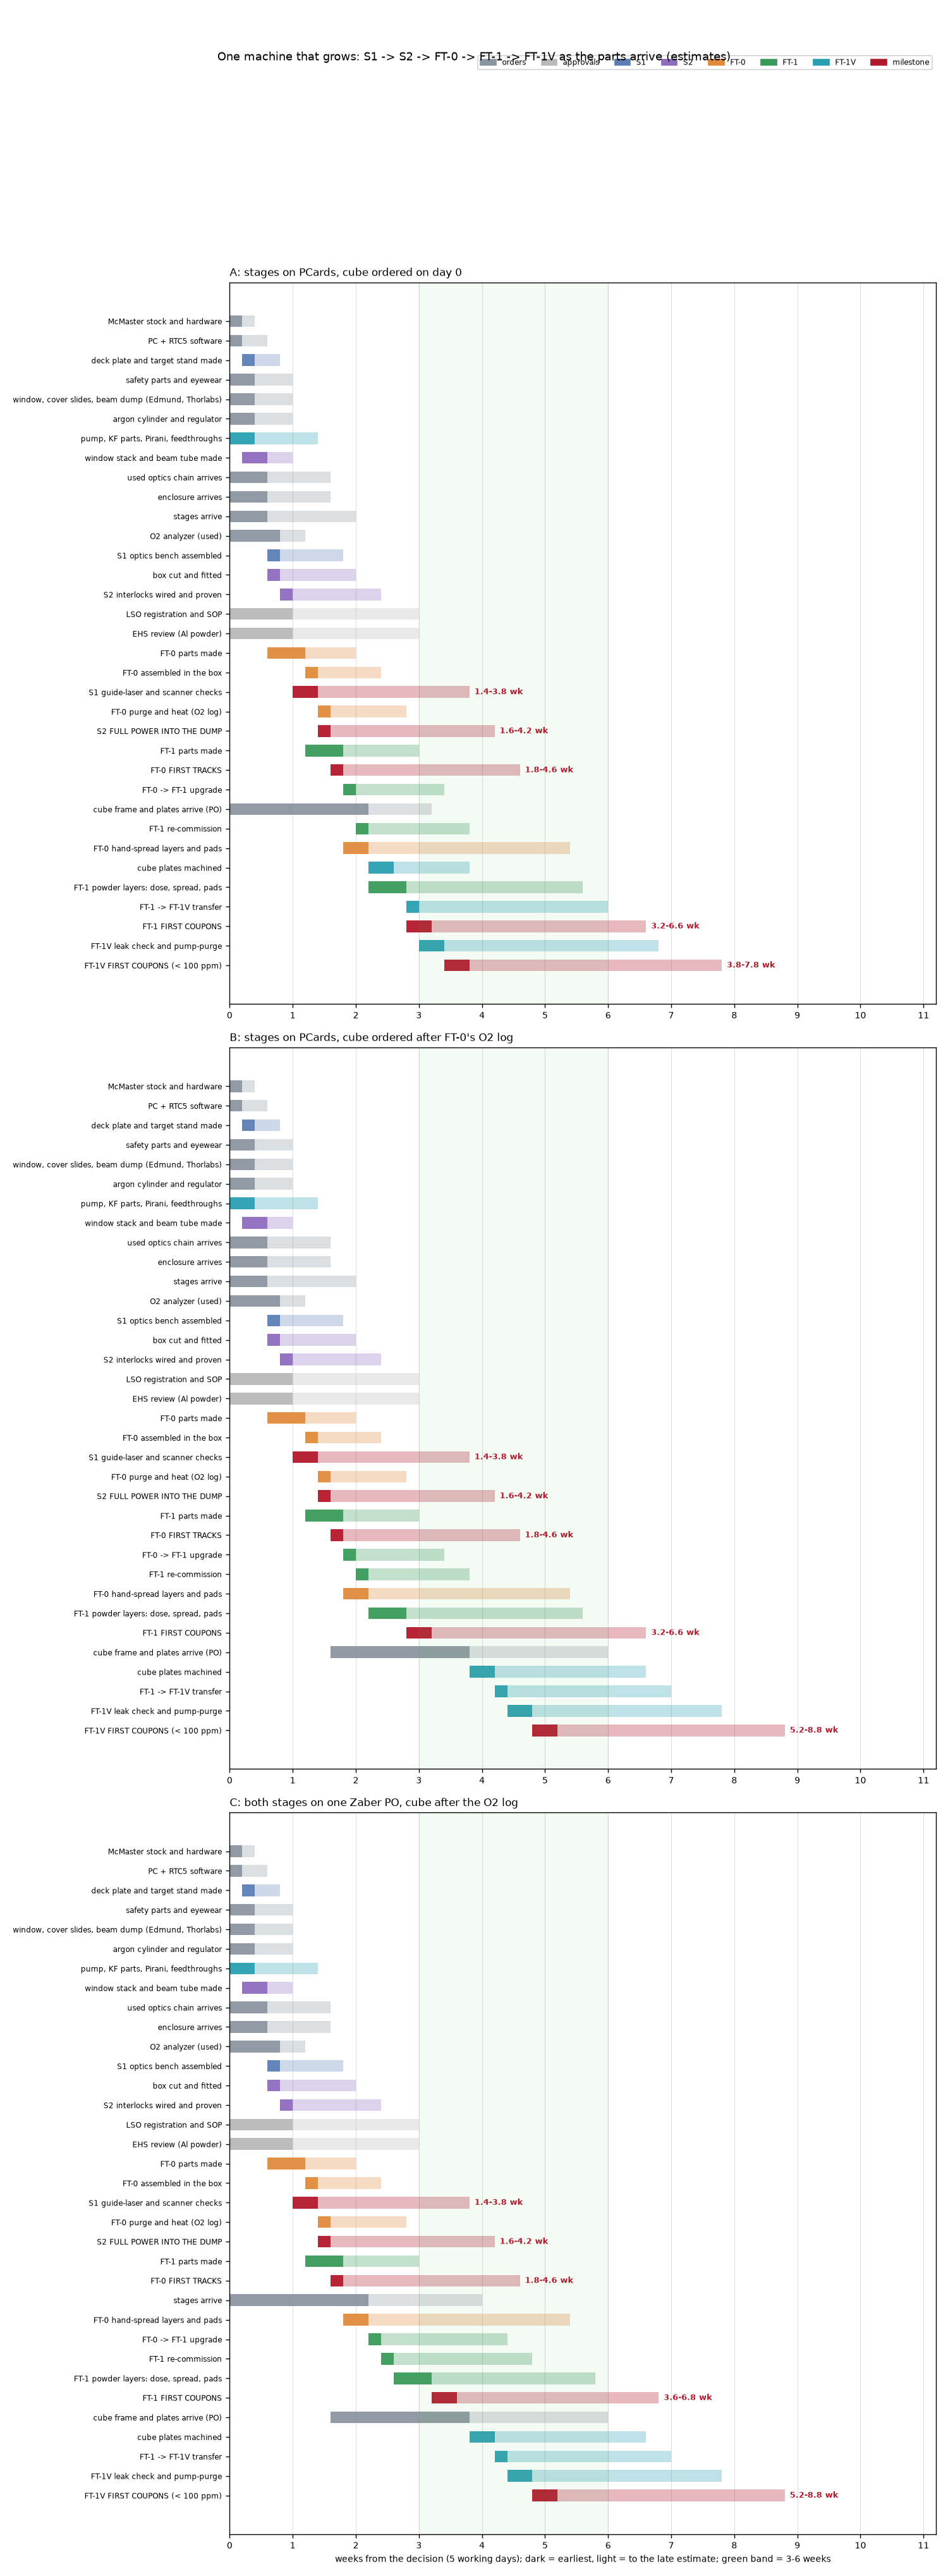 One machine that grows: S1 -> S2 -> FT-0 -> FT-1 -> FT-1V as the parts arrive (estimates)
orders approvals S1 S2 FT-0 FT-1 FT-1V milestone
A: stages on PCards, cube ordered on day 0
McMaster stock and hardware
PC + RTC5 software
deck plate and target stand made
safety parts and eyewear
window, cover slides, beam dump (Edmund, Thorlabs)
argon cylinder and regulator
pump, KF parts, Pirani, feedthroughs
window stack and beam tube made
used optics chain arrives
enclosure arrives
stages arrive
O2 analyzer (used)
S1 optics bench assembled
box cut and fitted
S2 interlocks wired and proven
LSO registration and SOP
EHS review (Al powder)
FT-0 parts made
FT-0 assembled in the box
S1 guide-laser and scanner checks 1.4-3.8 wk
FT-0 purge and heat (O2 log)
S2 FULL POWER INTO THE DUMP 1.6-4.2 wk
FT-1 parts made
FT-0 FIRST TRACKS 1.8-4.6 wk
FT-0 -> FT-1 upgrade
cube frame and plates arrive (PO)
FT-1 re-commission
FT-0 hand-spread layers and pads
cube plates machined
FT-1 powder layers: dose, spread, pads
FT-1 -> FT-1V transfer
FT-1 FIRST COUPONS 3.2-6.6 wk
FT-1V leak check and pump-purge
FT-1V FIRST COUPONS (< 100 ppm) 3.8-7.8 wk
0 1 2 3 4 5 6 7 8 9 10 11
B: stages on PCards, cube ordered after FT-0's O2 log
McMaster stock and hardware
PC + RTC5 software
deck plate and target stand made
safety parts and eyewear
window, cover slides, beam dump (Edmund, Thorlabs)
argon cylinder and regulator
pump, KF parts, Pirani, feedthroughs
window stack and beam tube made
used optics chain arrives
enclosure arrives
stages arrive
O2 analyzer (used)
S1 optics bench assembled
box cut and fitted
S2 interlocks wired and proven
LSO registration and SOP
EHS review (Al powder)
FT-0 parts made
FT-0 assembled in the box
S1 guide-laser and scanner checks 1.4-3.8 wk
FT-0 purge and heat (O2 log)
S2 FULL POWER INTO THE DUMP 1.6-4.2 wk
FT-1 parts made
FT-0 FIRST TRACKS 1.8-4.6 wk
FT-0 -> FT-1 upgrade
FT-1 re-commission
FT-0 hand-spread layers and pads
FT-1 powder layers: dose, spread, pads
FT-1 FIRST COUPONS 3.2-6.6 wk
cube frame and plates arrive (PO)
cube plates machined
FT-1 -> FT-1V transfer
FT-1V leak check and pump-purge
FT-1V FIRST COUPONS (< 100 ppm) 5.2-8.8 wk
0 1 2 3 4 5 6 7 8 9 10 11
C: both stages on one Zaber PO, cube after the O2 log
McMaster stock and hardware
PC + RTC5 software
deck plate and target stand made
safety parts and eyewear
window, cover slides, beam dump (Edmund, Thorlabs)
argon cylinder and regulator
pump, KF parts, Pirani, feedthroughs
window stack and beam tube made
used optics chain arrives
enclosure arrives
O2 analyzer (used)
S1 optics bench assembled
box cut and fitted
S2 interlocks wired and proven
LSO registration and SOP
EHS review (Al powder)
FT-0 parts made
FT-0 assembled in the box
S1 guide-laser and scanner checks 1.4-3.8 wk
FT-0 purge and heat (O2 log)
S2 FULL POWER INTO THE DUMP 1.6-4.2 wk
FT-1 parts made
FT-0 FIRST TRACKS 1.8-4.6 wk
stages arrive
FT-0 hand-spread layers and pads
FT-0 -> FT-1 upgrade
FT-1 re-commission
FT-1 powder layers: dose, spread, pads
FT-1 FIRST COUPONS 3.6-6.8 wk
cube frame and plates arrive (PO)
cube plates machined
FT-1 -> FT-1V transfer
FT-1V leak check and pump-purge
FT-1V FIRST COUPONS (< 100 ppm) 5.2-8.8 wk
0 1 2 3 4 5 6 7 8 9 10 11
weeks from the decision (5 working days); dark = earliest, light = to the late estimate; green band = 3-6 weeks